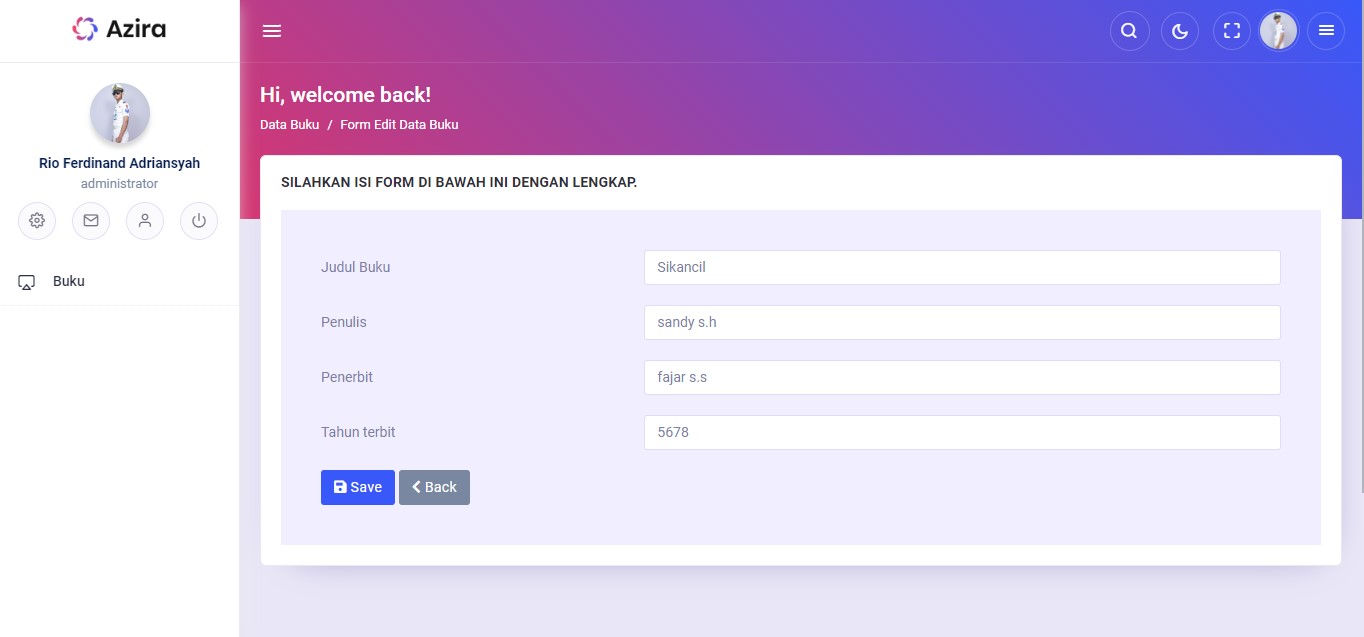 Azira
Rio Ferdinand Adriansyah
administrator
Buku
Hi, welcome back!
Data Buku / Form Edit Data Buku
SILAHKAN ISI FORM DI BAWAH INI DENGAN LENGKAP.
Judul Buku Sikancil
Penulis sandy s.h
Penerbit fajar s.s
Tahun terbit 5678
Save Back